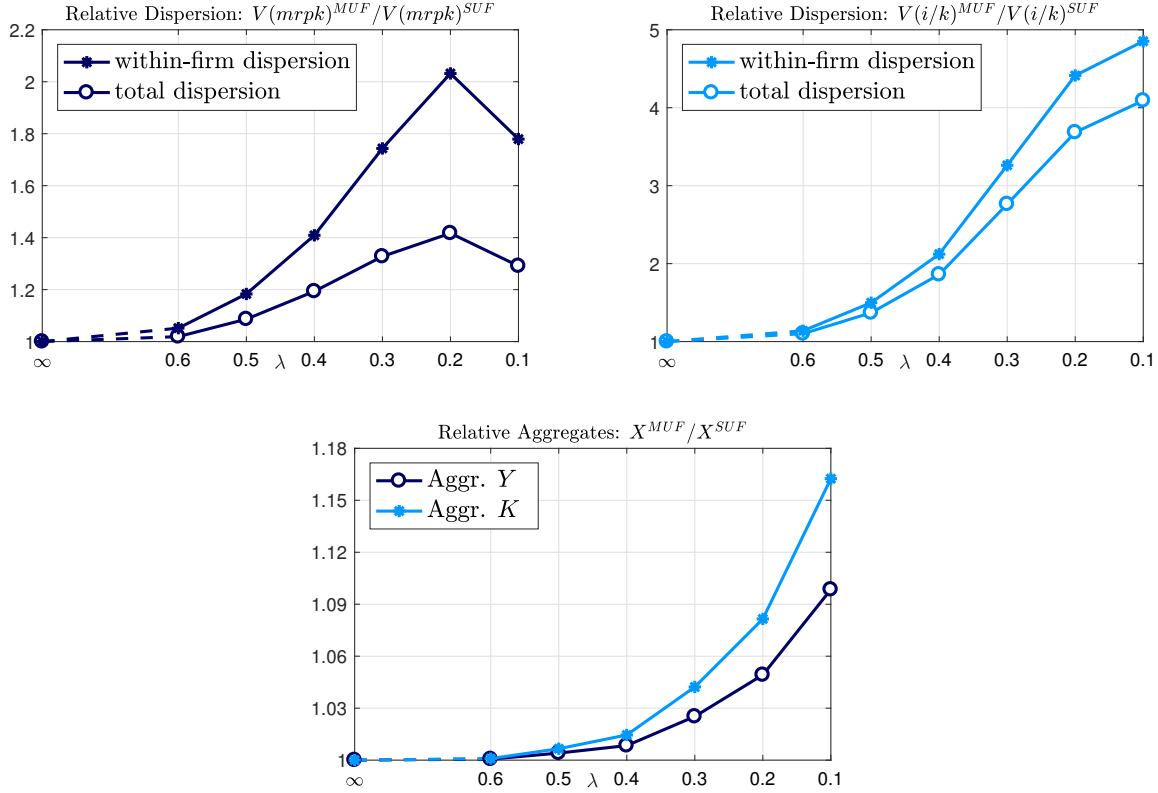 Relative Dispersion: V(mrpk)^{MUF}/V(mrpk)^{SUF}
2.2
2
1.8
1.6
1.4
1.2
1
within-firm dispersion
total dispersion
∞ 0.6 0.5 λ 0.4 0.3 0.2 0.1
Relative Dispersion: V(i/k)^{MUF}/V(i/k)^{SUF}
5
4
3
2
1
within-firm dispersion
total dispersion
∞ 0.6 0.5 λ 0.4 0.3 0.2 0.1
Relative Aggregates: X^{MUF}/X^{SUF}
1.18
1.15
1.12
1.09
1.06
1.03
1
Aggr. Y
Aggr. K
∞ 0.6 0.5 λ 0.4 0.3 0.2 0.1